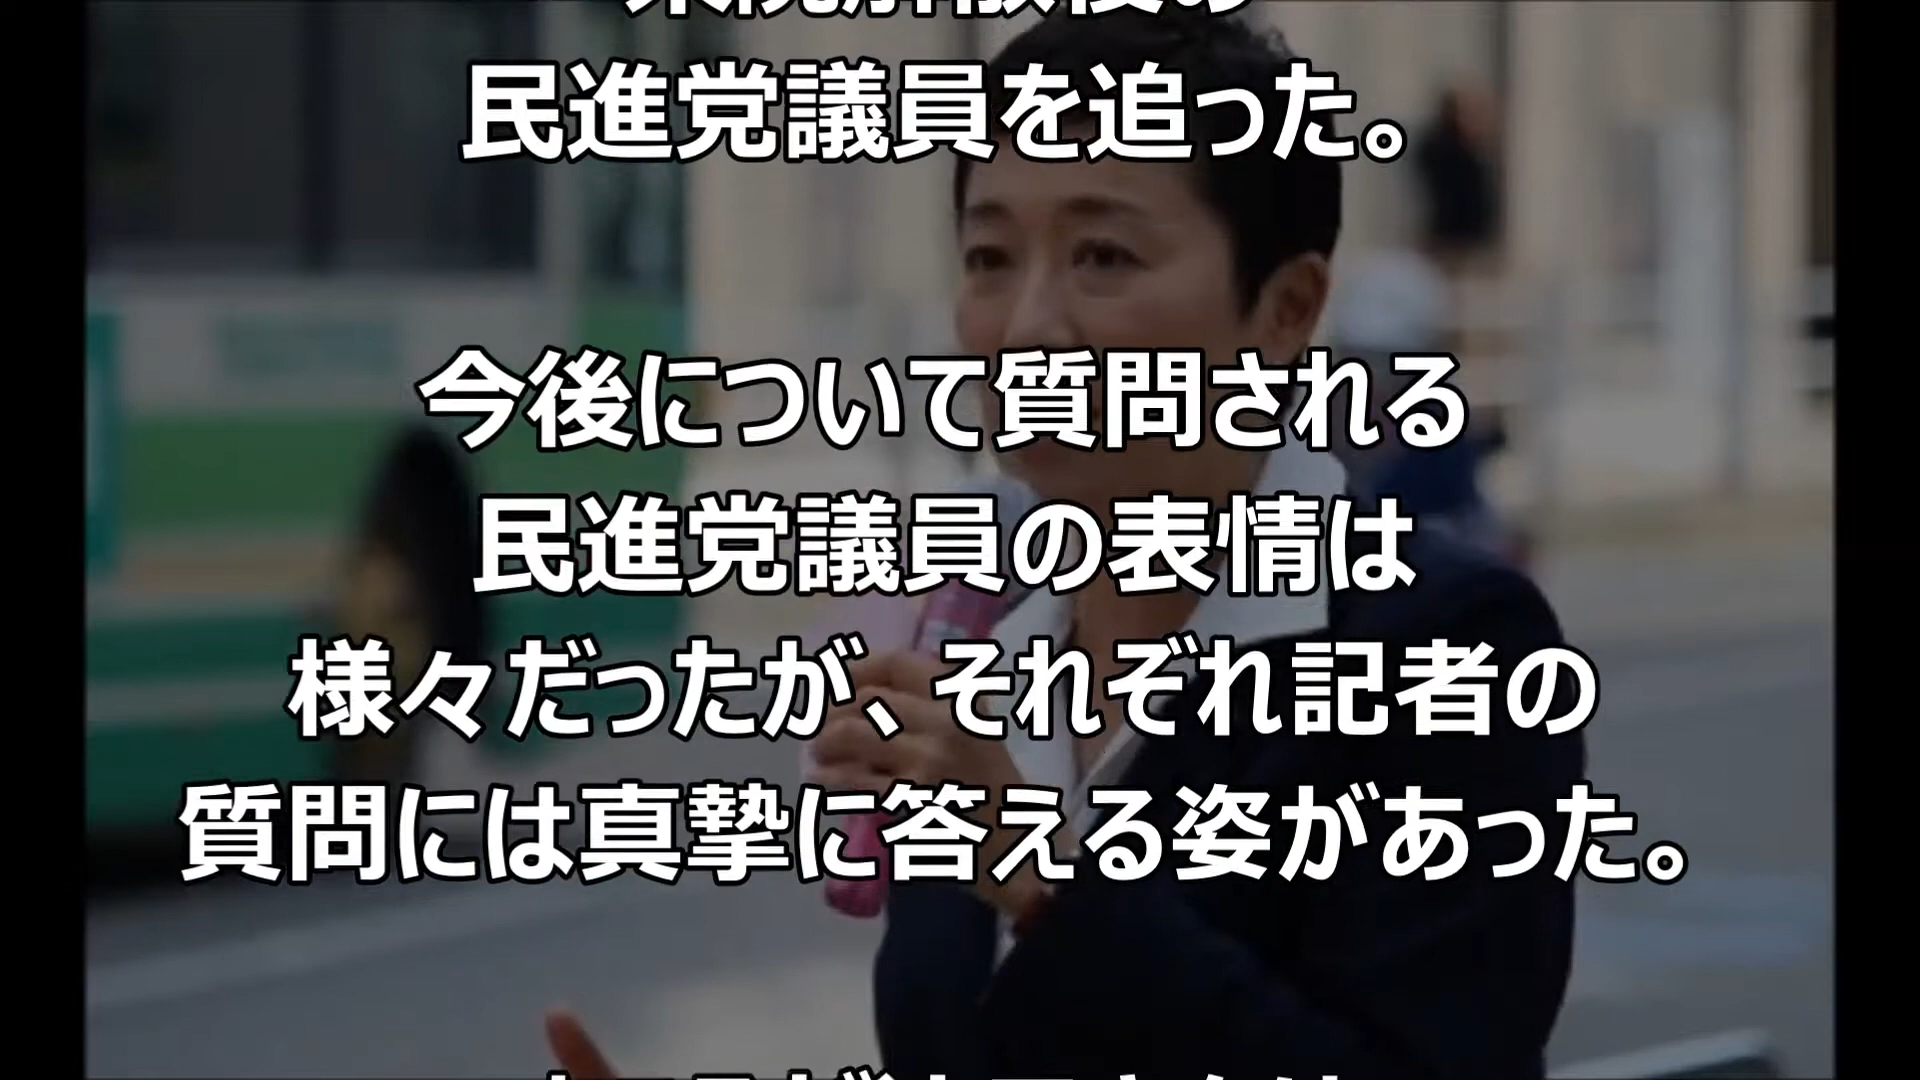 民進党議員を追った。
今後について質問される
民進党議員の表情は
様々だったが、それぞれ記者の
質問には真摯に答える姿があった。